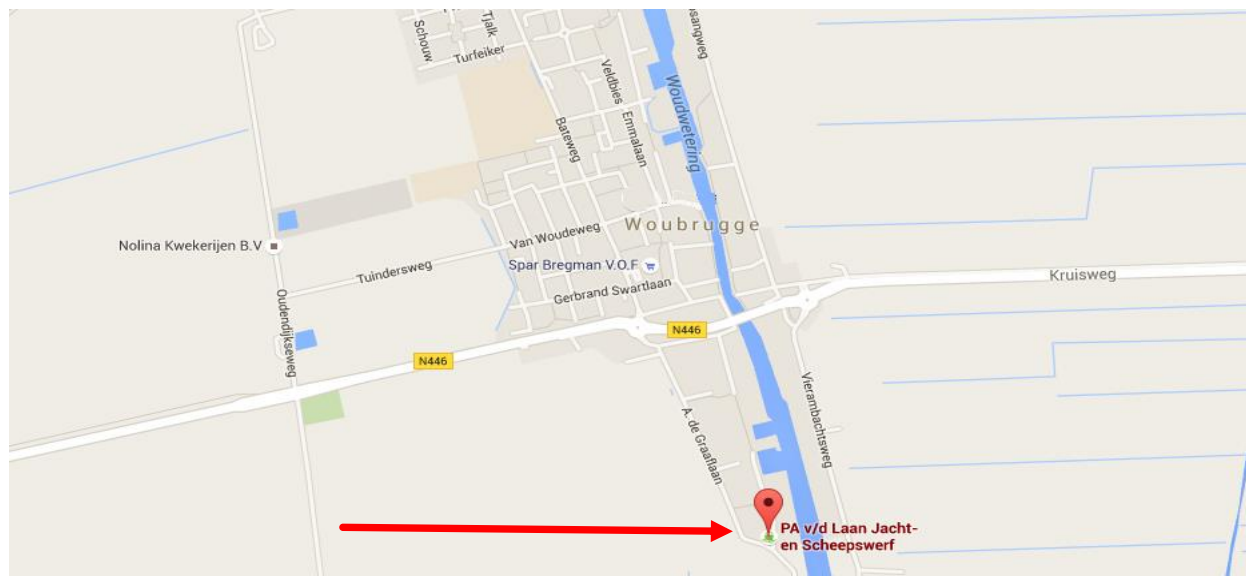 Schouw
Tjalk
Turfeiker
Veldbies
Emmalaan
Bateweg
Woudwetering
Woubrugge
Van Woudeweg
Nolina Kwekerijen B.V
Tuindersweg
Spar Bregman V.O.F
Gerbrand Swartlaan
Kruisweg
Oudendijkseweg
N446
N446
Vierambachtsweg
A. de Graaflaan
PA v/d Laan Jacht-
en Scheepswerf